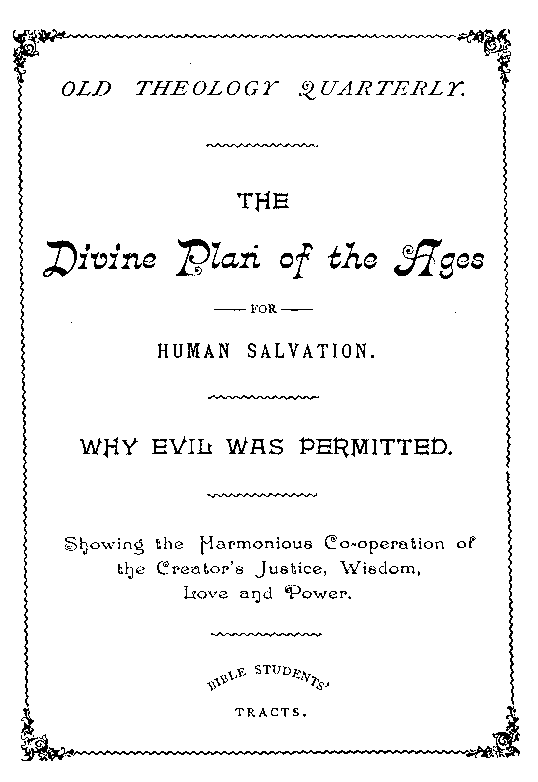 OLD THEOLOGY QUARTERLY.
THE
Divine Plan of the Ages
FOR
HUMAN SALVATION.
WHY EVIL WAS PERMITTED.
Showing the Harmonious Co-operation of
the Creator's Justice, Wisdom,
Love and Power.
BIBLE STUDENTS'
TRACTS.